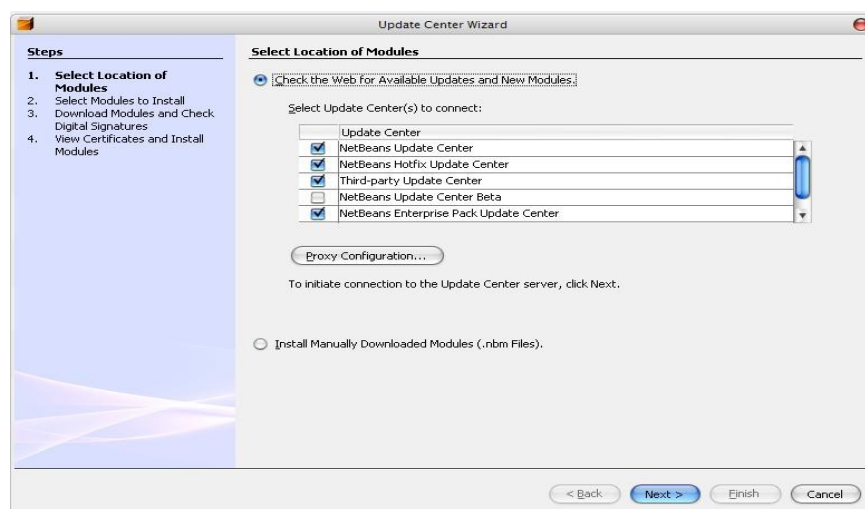 Update Center Wizard
Steps
1. Select Location of
Modules
2. Select Modules to Install
3. Download Modules and Check
Digital Signatures
4. View Certificates and Install
Modules
Select Location of Modules
Check the Web for Available Updates and New Modules.
Select Update Center(s) to connect:
Update Center
NetBeans Update Center
NetBeans Hotfix Update Center
Third-party Update Center
NetBeans Update Center Beta
NetBeans Enterprise Pack Update Center
Proxy Configuration...
To initiate connection to the Update Center server, click Next.
Install Manually Downloaded Modules (.nbm Files).
< Back Next > Finish Cancel